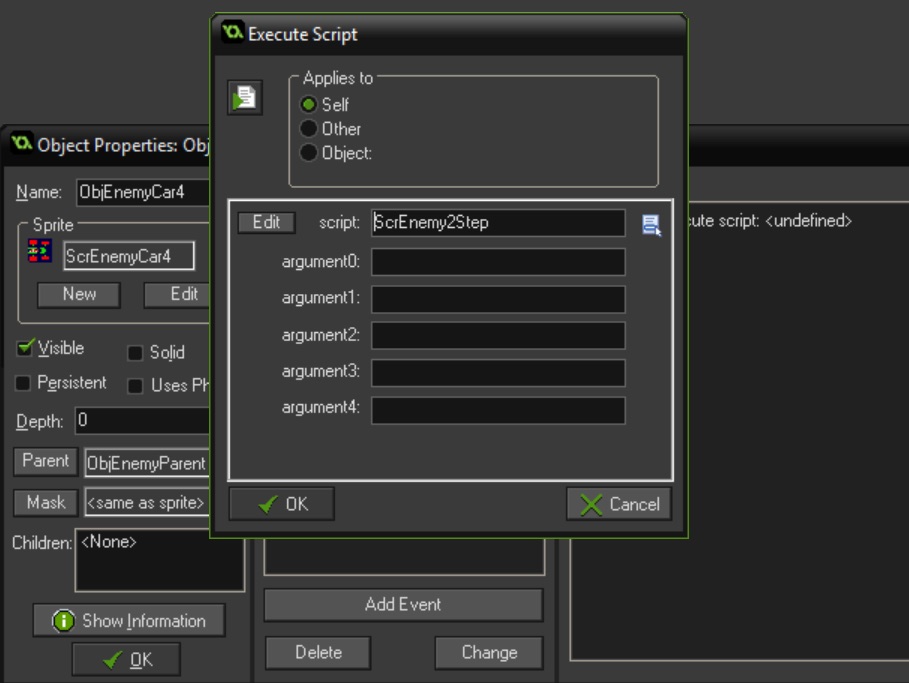 Execute Script
Applies to
Self
Other
Object:
Edit
script:
ScrEnemy2Step
argument0:
argument1:
argument2:
argument3:
argument4:
OK
Cancel
Object Properties: Obj
Name:
ObjEnemyCar4
Sprite
ScrEnemyCar4
New
Edit
Visible
Solid
Persistent
Uses Ph
Depth:
0
Parent
ObjEnemyParent
Mask
<same as sprite>
Children:
<None>
Show Information
OK
Add Event
Delete
Change
cute script: <undefined>